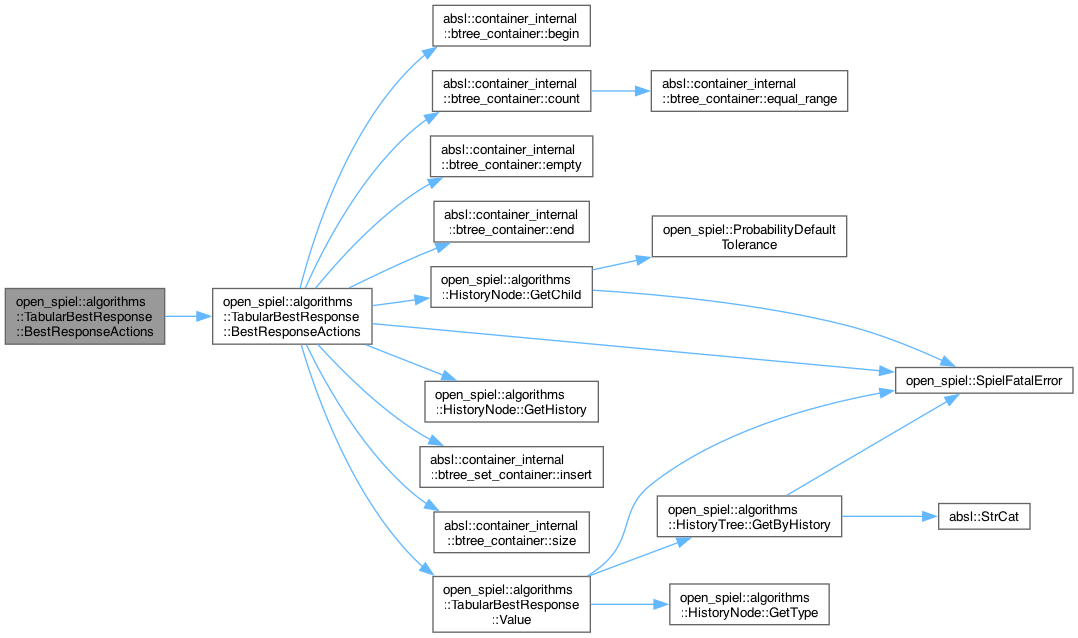 absl::container_internal
::btree_container::begin
absl::container_internal
::btree_container::count
absl::container_internal
::btree_container::equal_range
absl::container_internal
::btree_container::empty
absl::container_internal
::btree_container::end
open_spiel::ProbabilityDefault
Tolerance
open_spiel::algorithms
::HistoryNode::GetChild
open_spiel::algorithms
::TabularBestResponse
::BestResponseActions
open_spiel::algorithms
::TabularBestResponse
::BestResponseActions
open_spiel::SpielFatalError
open_spiel::algorithms
::HistoryNode::GetHistory
absl::container_internal
::btree_set_container::insert
absl::container_internal
::btree_container::size
open_spiel::algorithms
::HistoryTree::GetByHistory
absl::StrCat
open_spiel::algorithms
::TabularBestResponse
::Value
open_spiel::algorithms
::HistoryNode::GetType